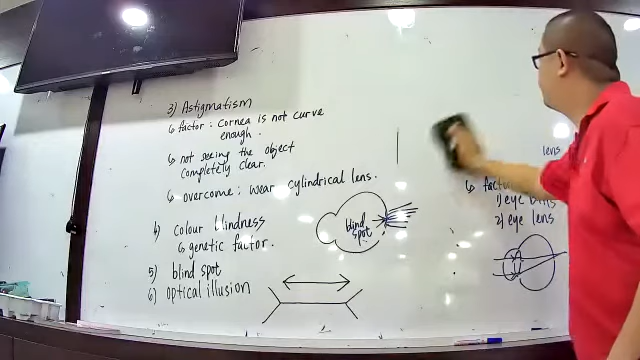 3) Astigmatism
↳ factor : Cornea is not curve
enough.
↳ not seeing the object
completely clear.
↳ overcome : wear cylindrical lens.
4) colour blindness
↳ genetic factor.
5) blind spot
6) optical illusion
blind
spot
lens
↳ fact
1) eye
2) eye lens